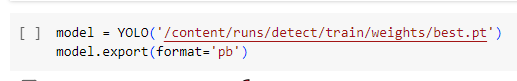 [ ] model = YOLO('/content/runs/detect/train/weights/best.pt')
model.export(format='pb')